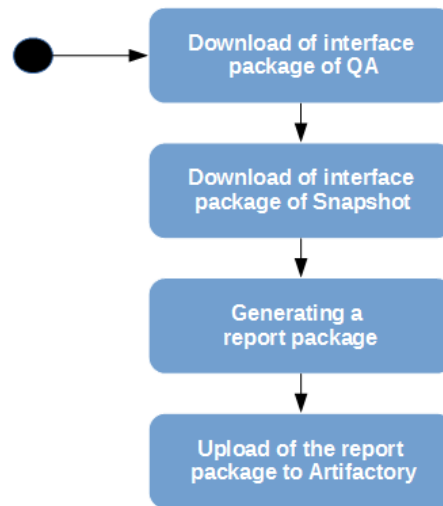 Download of interface
package of QA
Download of interface
package of Snapshot
Generating a
report package
Upload of the report
package to Artifactory